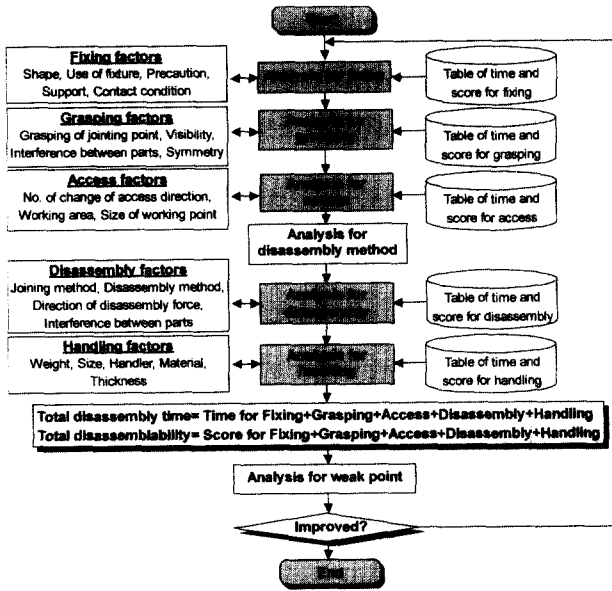 Fixing factors
Shape, Use of fixture, Precaution,
Support, Contact condition
Table of time and
score for fixing
Grasping factors
Grasping of jointing point, Visibility,
Interference between parts, Symmetry
Table of time and
score for grasping
Access factors
No. of change of access direction,
Working area, Size of working point
Table of time and
score for access
Analysis for
disassembly method
Disassembly factors
Joining method, Disassembly method,
Direction of disassembly force,
Interference between parts
Table of time and
score for disassembly
Handling factors
Weight, Size, Handler, Material,
Thickness
Table of time and
score for handling
Total disassembly time= Time for Fixing+Grasping+Access+Disassembly+Handling
Total disassemblability= Score for Fixing+Grasping+Access+Disassembly+Handling
Analysis for weak point
Improved?
End